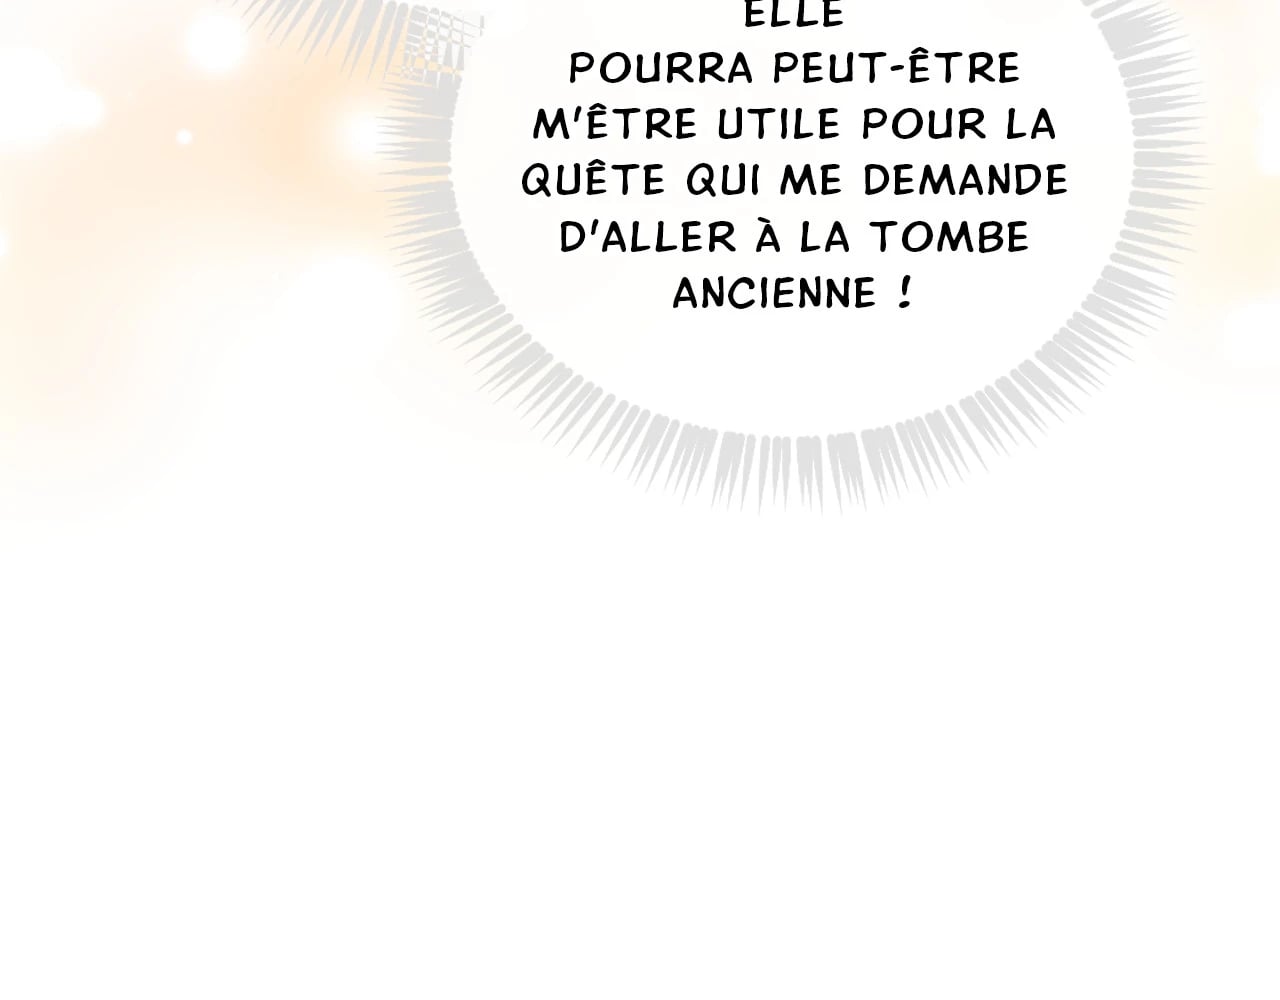 ELLE
POURRA PEUT-ÊTRE
M'ÊTRE UTILE POUR LA
QUÊTE QUI ME DEMANDE
D'ALLER À LA TOMBE
ANCIENNE !